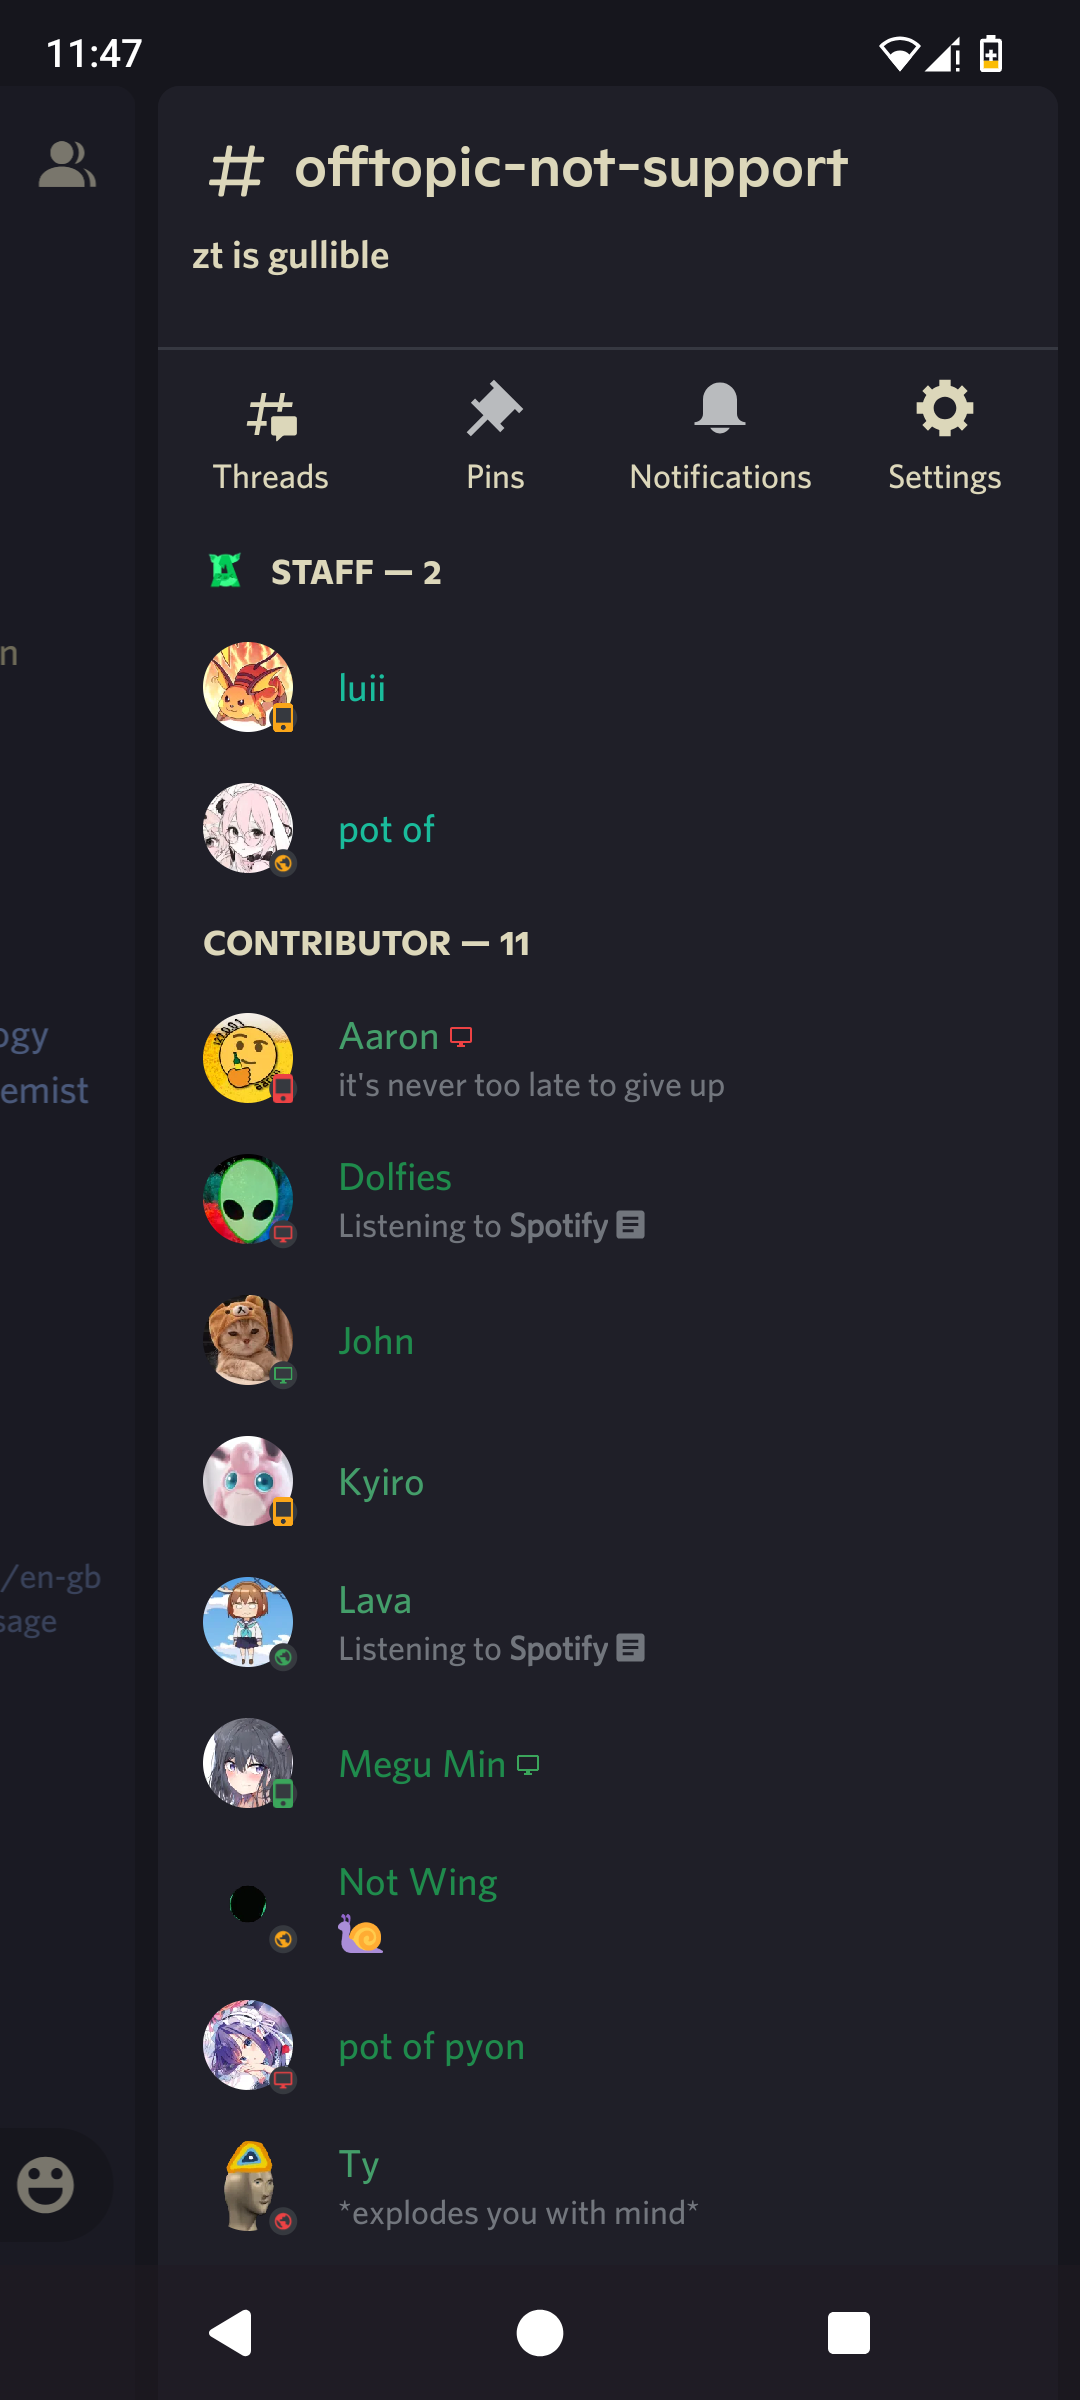 11:47
offtopic-not-support
zt is gullible
Threads
Pins
Notifications
Settings
STAFF — 2
n
luii
pot of
CONTRIBUTOR — 11
ogy
emist
Aaron
it's never too late to give up
Dolfies
Listening to Spotify
John
Kyiro
/en-gb
sage
Lava
Listening to Spotify
Megu Min
Not Wing
pot of pyon
Ty
*explodes you with mind*